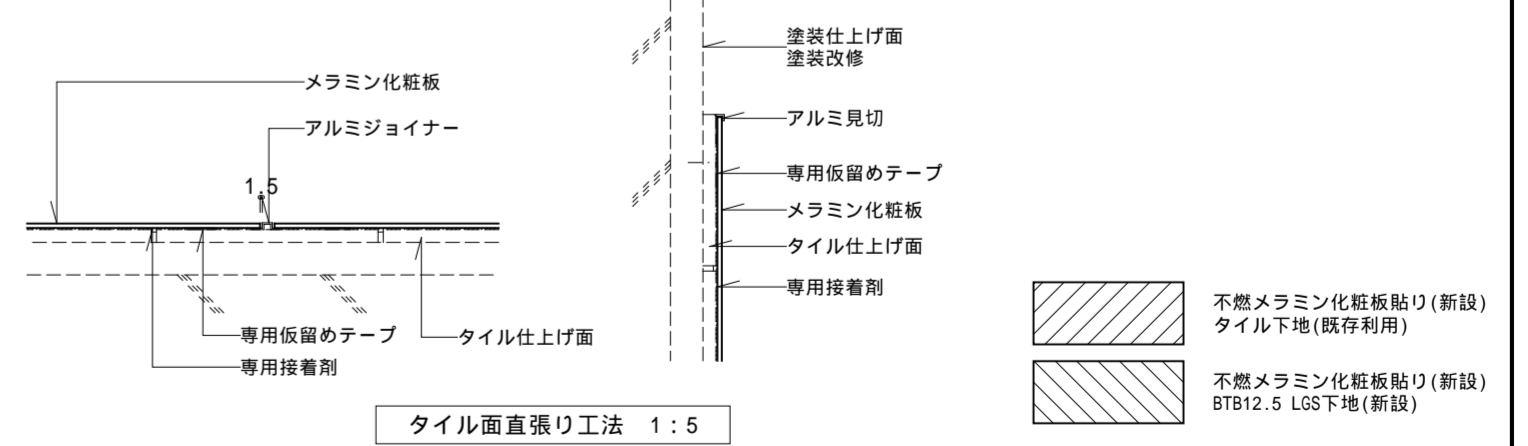 メラミン化粧板
アルミジョイナー
1.5
専用仮留めテープ
タイル仕上げ面
専用接着剤
塗装仕上げ面
塗装改修
アルミ見切
専用仮留めテープ
メラミン化粧板
タイル仕上げ面
専用接着剤
タイル面直張り工法 1:5
不燃メラミン化粧板貼り(新設)
タイル下地(既存利用)
不燃メラミン化粧板貼り(新設)
BTB12.5 LGS下地(新設)